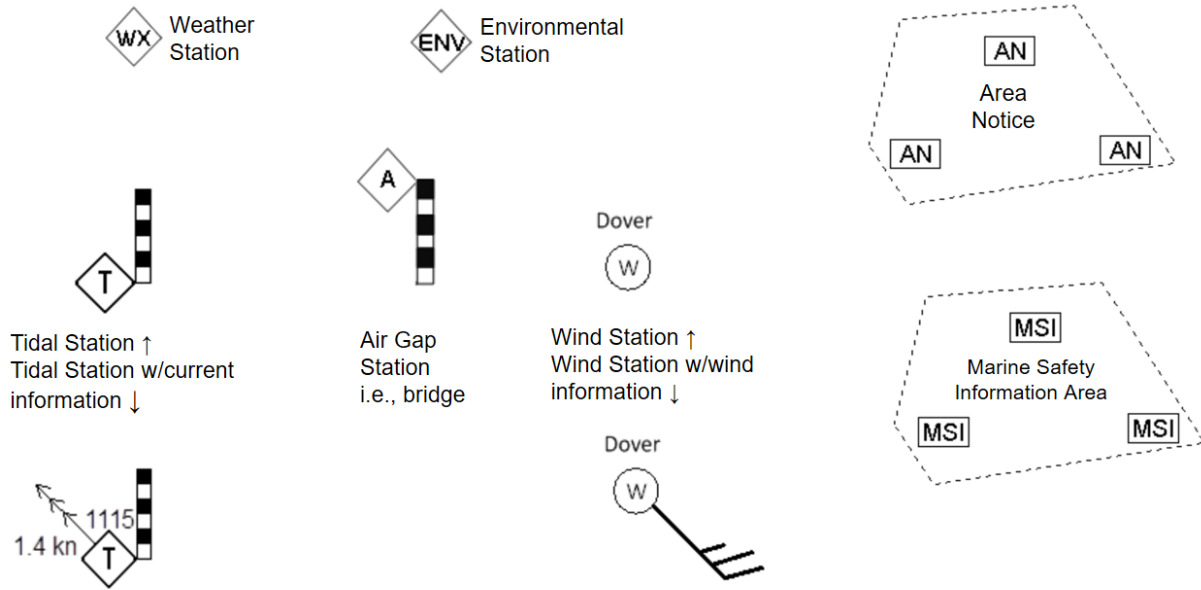 WX
Weather
Station
ENV
Environmental
Station
AN
Area
Notice
AN
AN
A
T
Dover
W
Tidal Station ↑
Tidal Station w/current
information ↓
Air Gap
Station
i.e., bridge
Wind Station ↑
Wind Station w/wind
information ↓
MSI
Marine Safety
Information Area
MSI
MSI
1115
1.4 kn
T
Dover
W